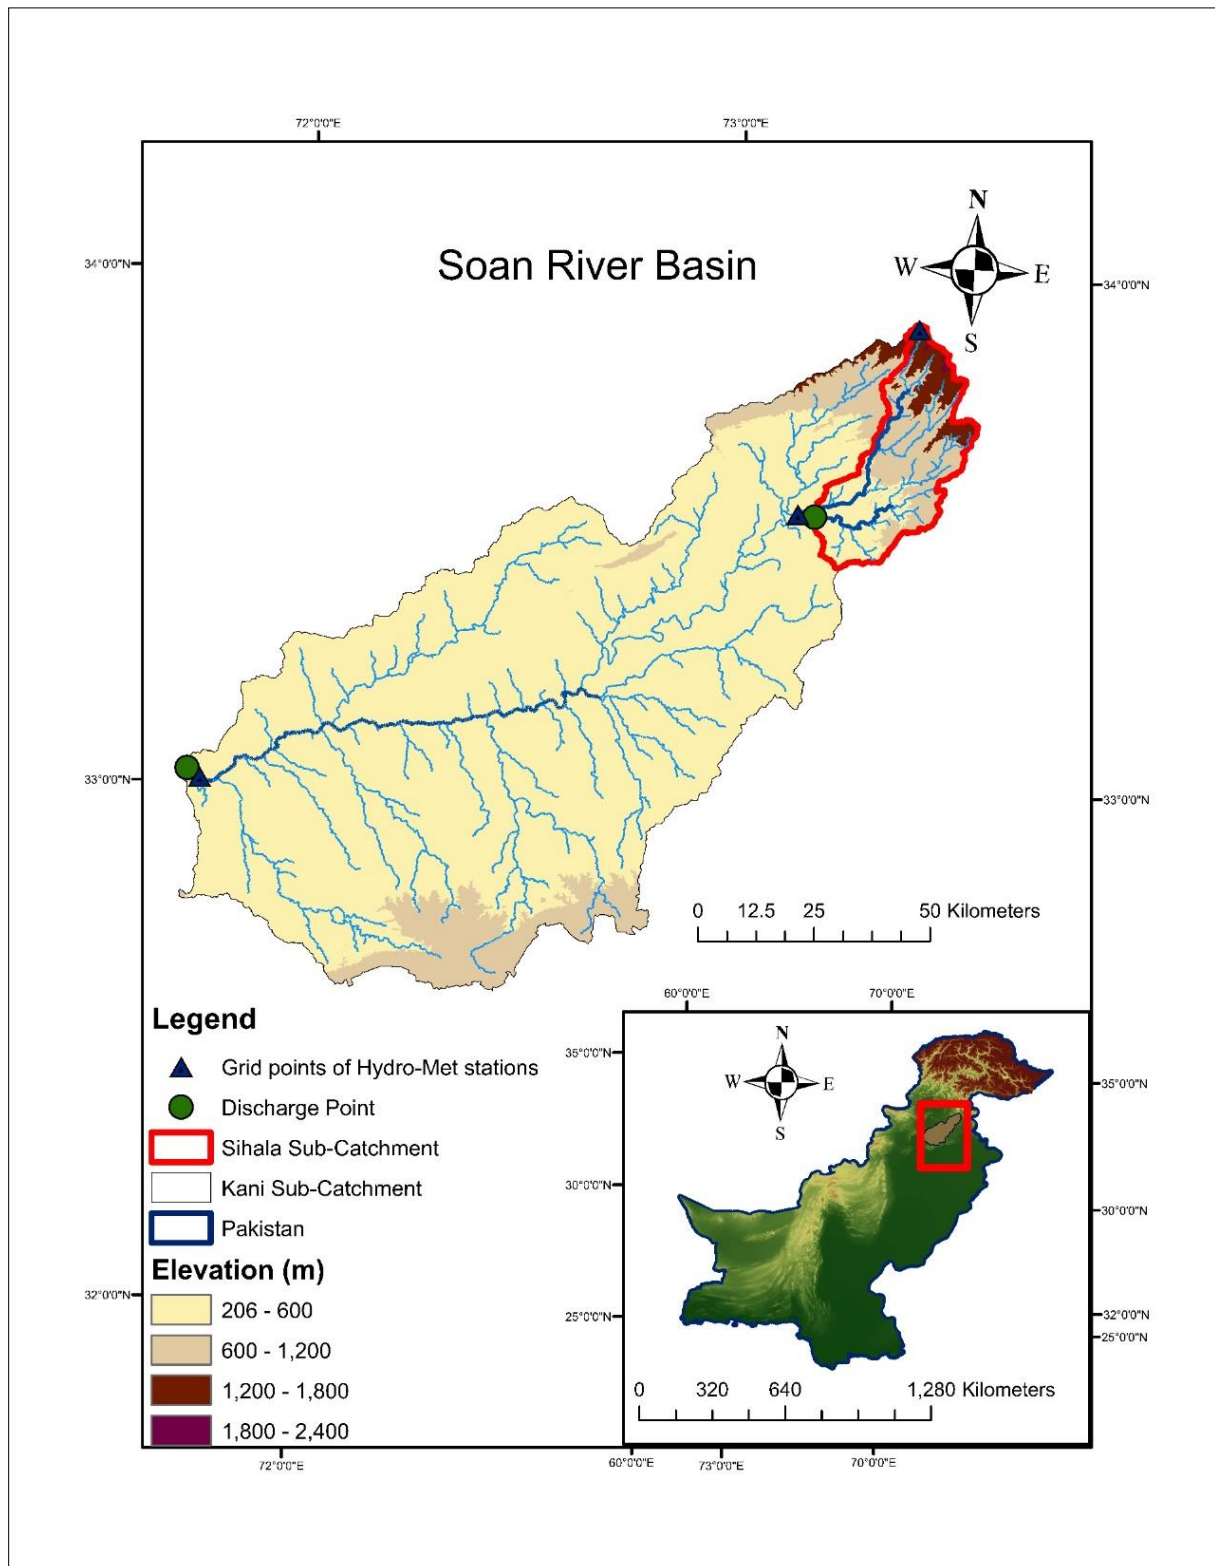 72°0'0"E
73°0'0"E
N
34°0'0"N
Soan River Basin
W
E
34°0'0"N
S
33°0'0"N
33°0'0"N
0
12.5
25
50 Kilometers
60°0'0"E
70°0'0"E
Legend
Grid points of Hydro-Met stations
Discharge Point
Sihala Sub-Catchment
Kani Sub-Catchment
Pakistan
Elevation (m)
206 - 600
600 - 1,200
1,200 - 1,800
1,800 - 2,400
N
35°0'0"N
W
E
35°0'0"N
S
30°0'0"N
30°0'0"N
32°0'0"N
25°0'0"N
32°0'0"N
25°0'0"N
0
320
640
1,280 Kilometers
72°0'0"E
60°0'0"E
73°0'0"E
70°0'0"E